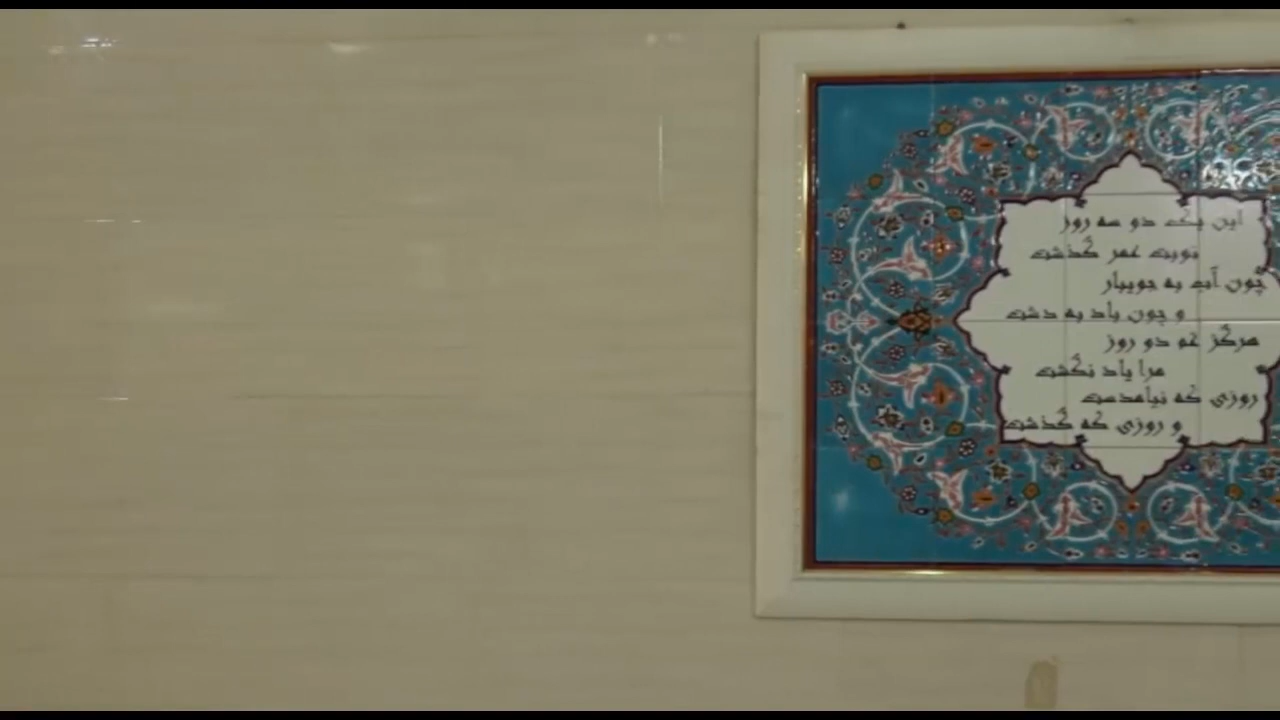 این یک دو سه روز
نوبت عمر گذشت
چون آب به جویبار
و چون باد به دشت
هرگز غم دو روز
مرا یاد نگشت
روزی که نیامدست
و روزی که گذشت